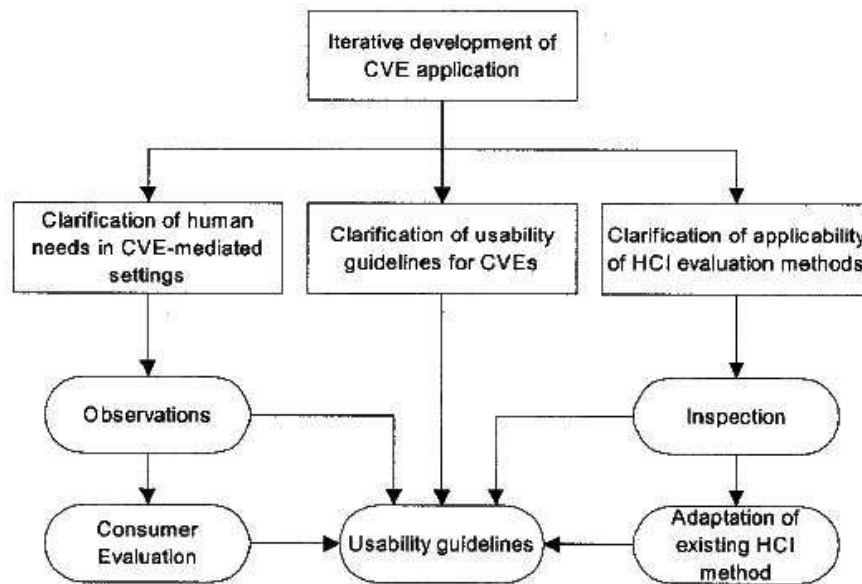 Iterative development of
CVE application
Clarification of human
needs in CVE-mediated
settings
Clarification of usability
guidelines for CVEs
Clarification of applicability
of HCI evaluation methods
Observations
Inspection
Consumer
Evaluation
Usability guidelines
Adaptation of
existing HCI
method